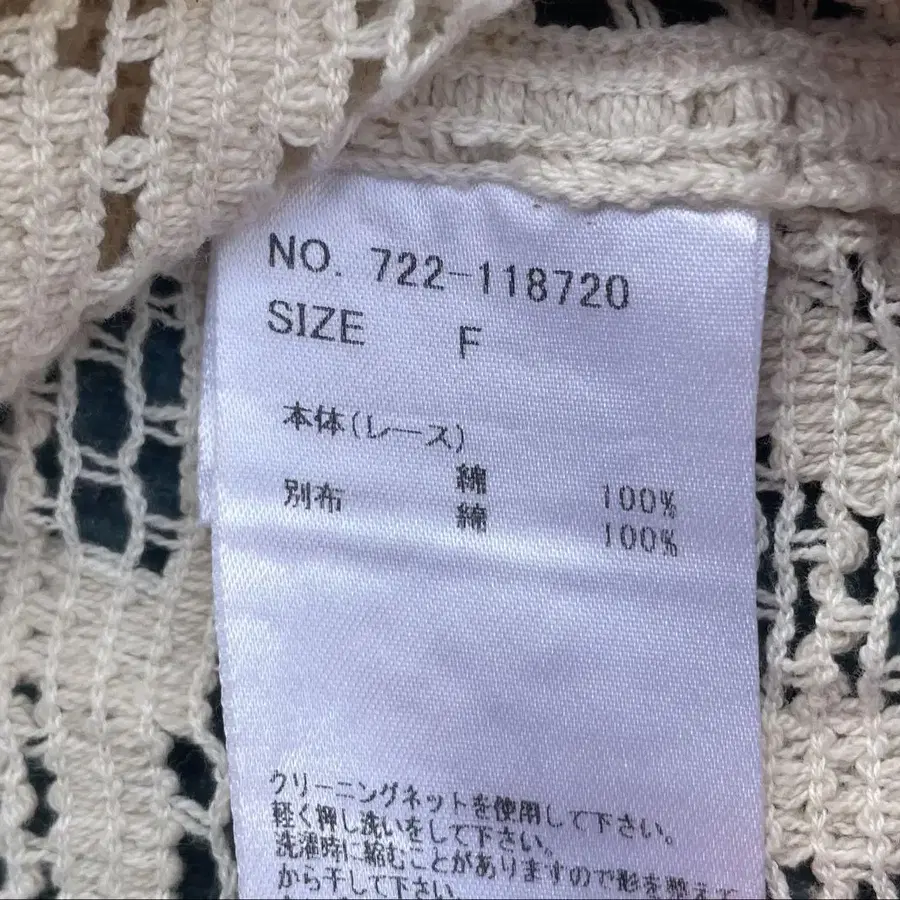 NO. 722-118720
SIZE F
本体(レース)
綿 100%
別布
綿 100%
クリーニングネットを使用して下さい。
軽く押し洗いをして下さい。
洗濯時に縮むことがありますので形を整えて
から干して下さい。